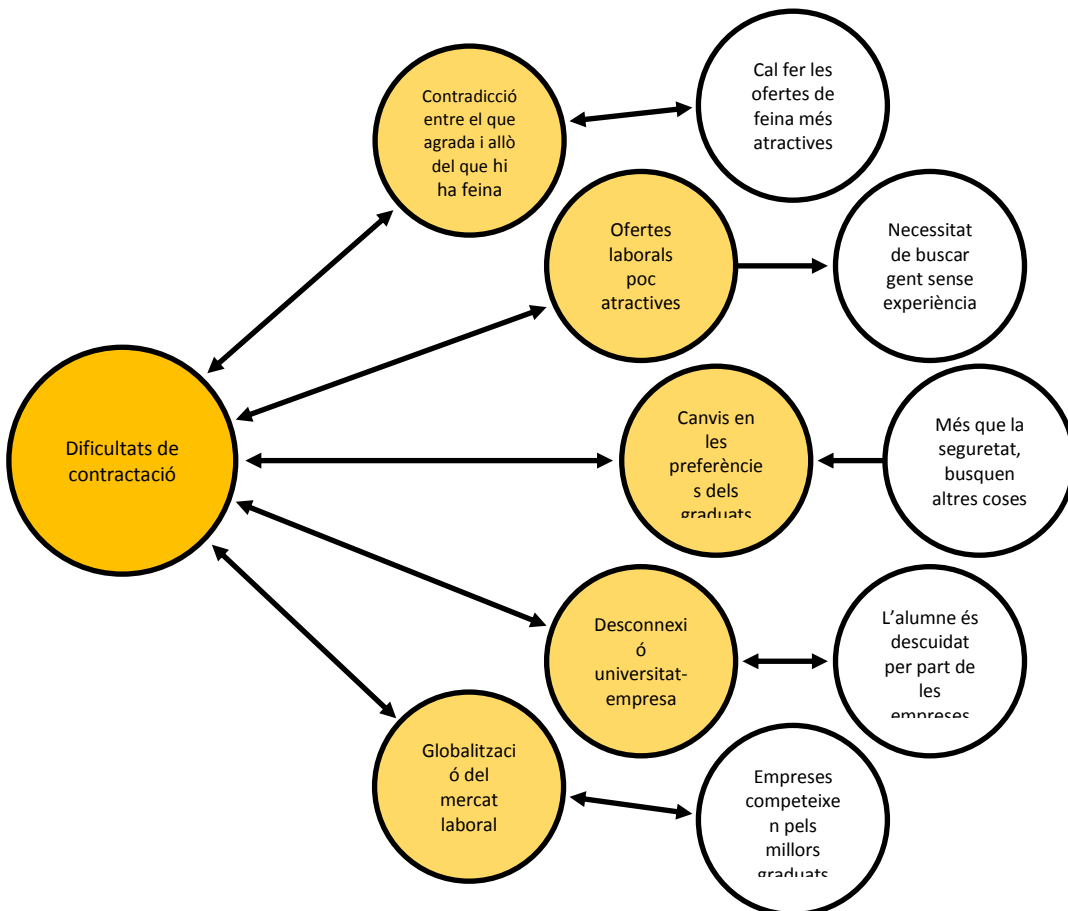 Contradicció
entre el que
agrada i allò
del que hi
ha feina
Cal fer les
ofertes de
feina més
atractives
Ofertes
laborals
poc
atractives
Necessitat
de buscar
gent sense
experiència
Dificultats de
contractació
Canvis en
les
preferèncie
s dels
graduats
Més que la
seguretat,
busquen
altres coses
Desconnexi
ó
universitat-
empresa
L’alumne és
descuidat
per part de
les
empreses
Globalitzaci
ó del
mercat
laboral
Empreses
competeixe
n pels
millors
graduats